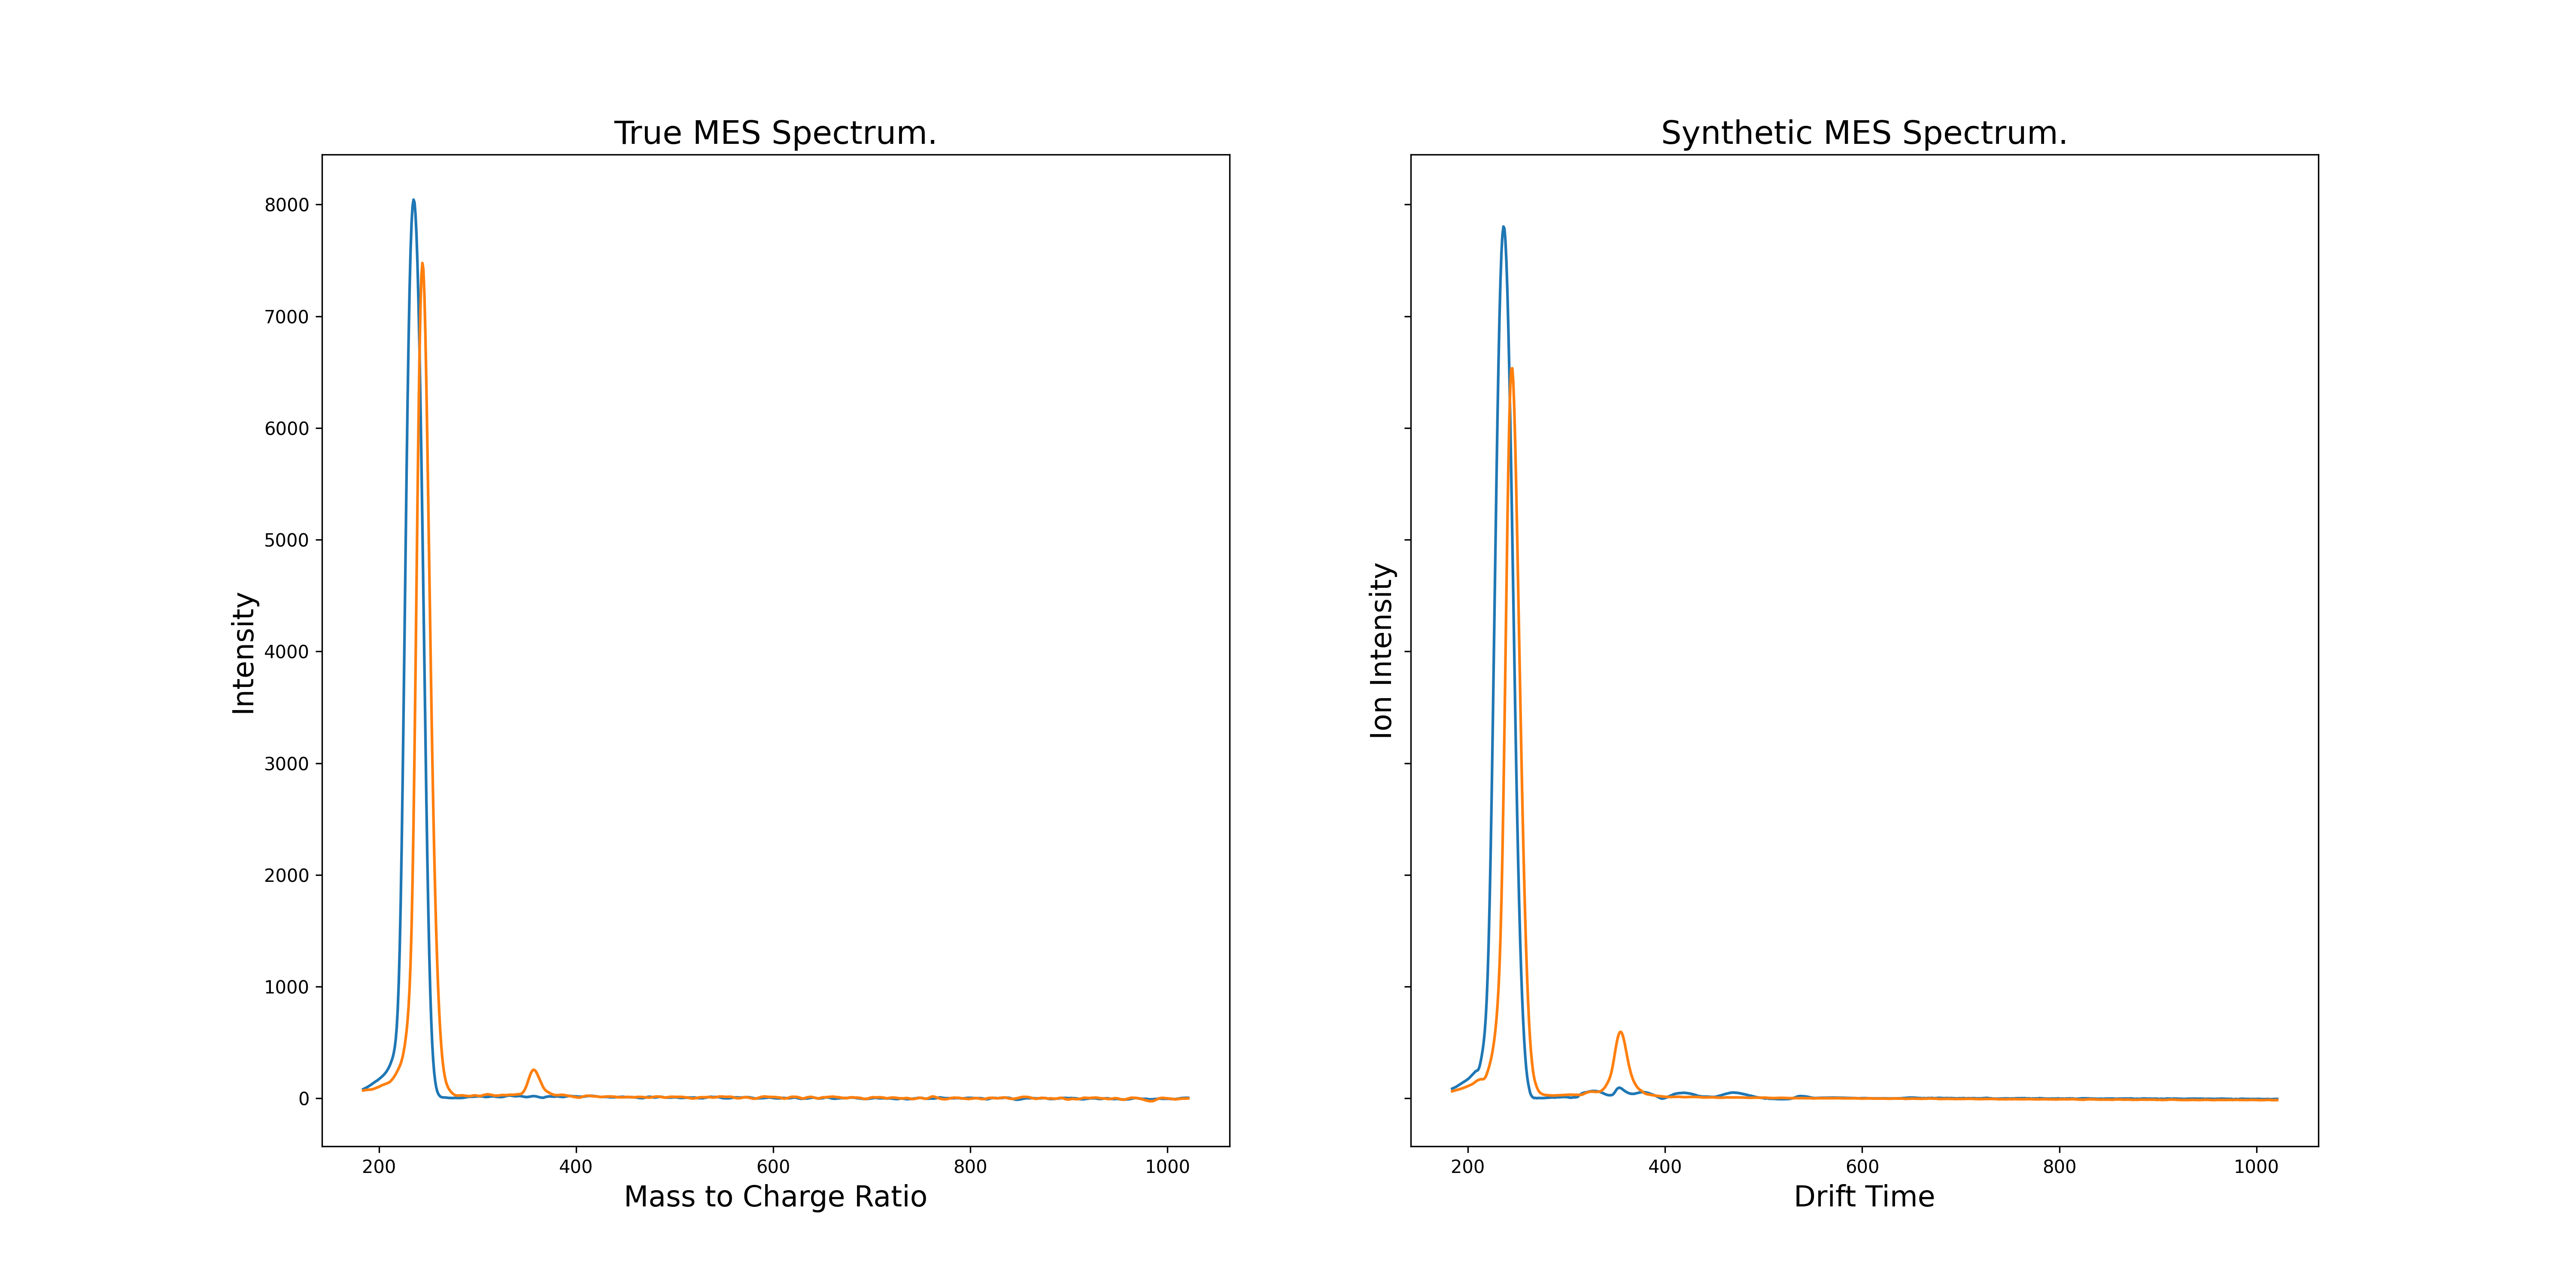 True MES Spectrum.
8000
7000
6000
5000
4000
3000
2000
1000
0
Intensity
200 400 600 800 1000
Mass to Charge Ratio
Synthetic MES Spectrum.
Ion Intensity
200 400 600 800 1000
Drift Time